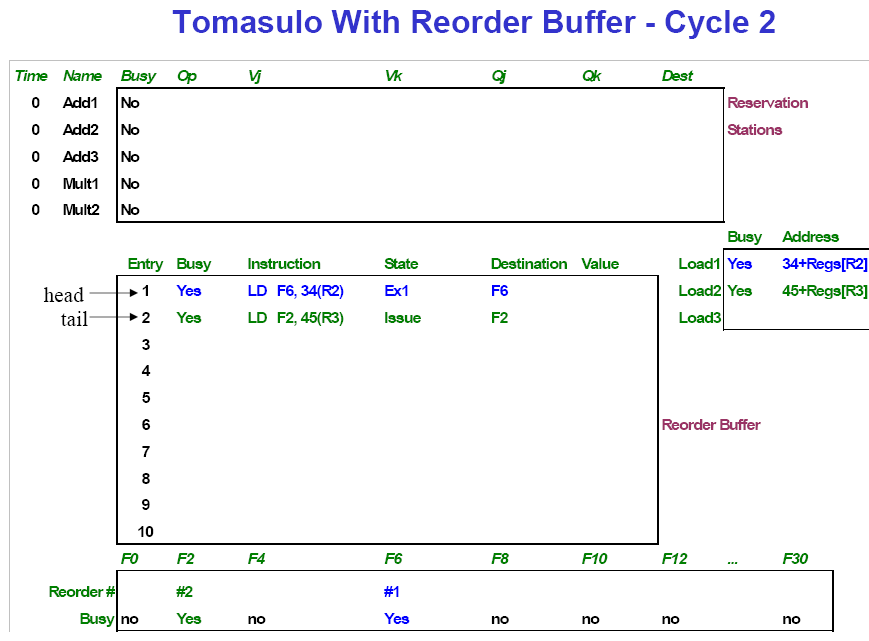 Tomasulo With Reorder Buffer - Cycle 2
Time Name Busy Op Vj Vk Qj Qk Dest
0 Add1 No Reservation
0 Add2 No Stations
0 Add3 No
0 Mult1 No
0 Mult2 No
Busy Address
Entry Busy Instruction State Destination Value Load1 Yes 34+Regs[R2]
head 1 Yes LD F6, 34(R2) Ex1 F6 Load2 Yes 45+Regs[R3]
tail 2 Yes LD F2, 45(R3) Issue F2 Load3
3
4
5
6 Reorder Buffer
7
8
9
10
F0 F2 F4 F6 F8 F10 F12 ... F30
Reorder # #2 #1
Busy no Yes no Yes no no no no